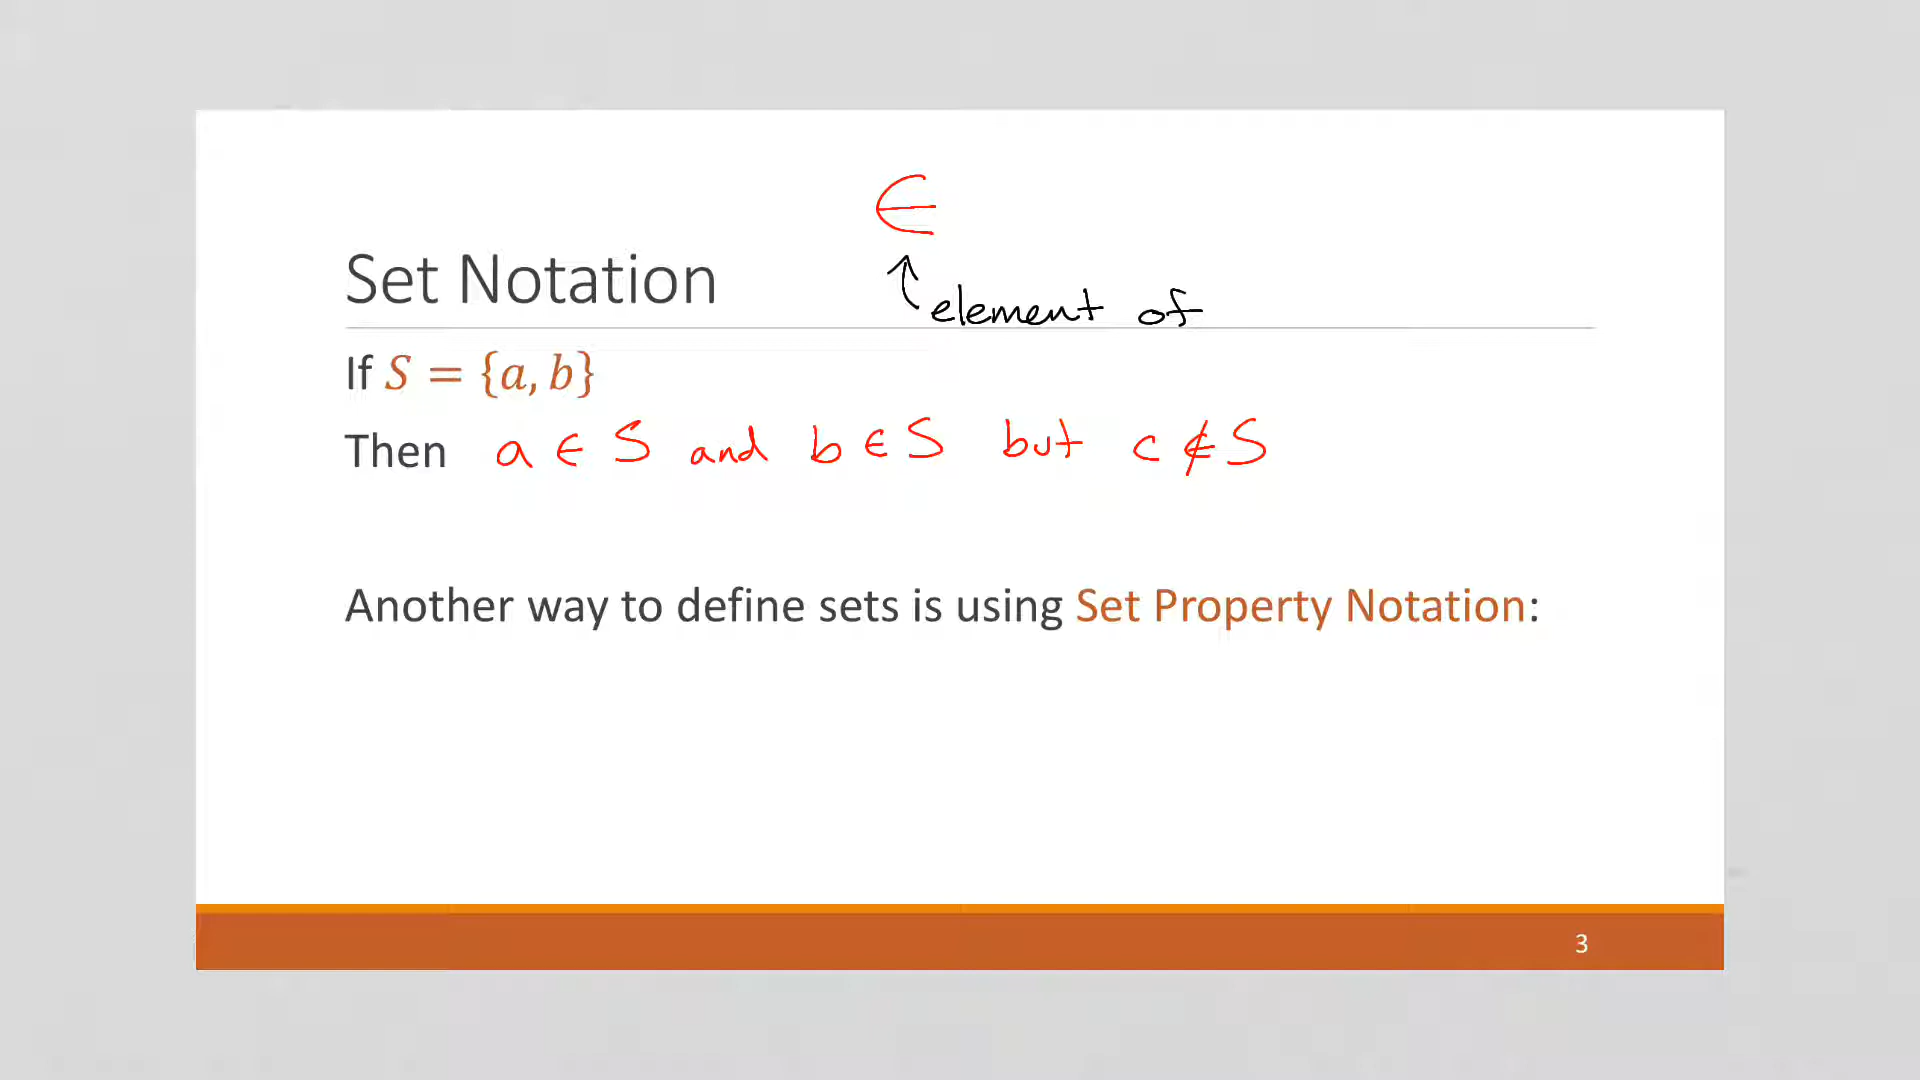 ∈
Set Notation
element of
If S = {a, b}
Then a ∈ S and b ∈ S but c ∉ S
Another way to define sets is using Set Property Notation:
3